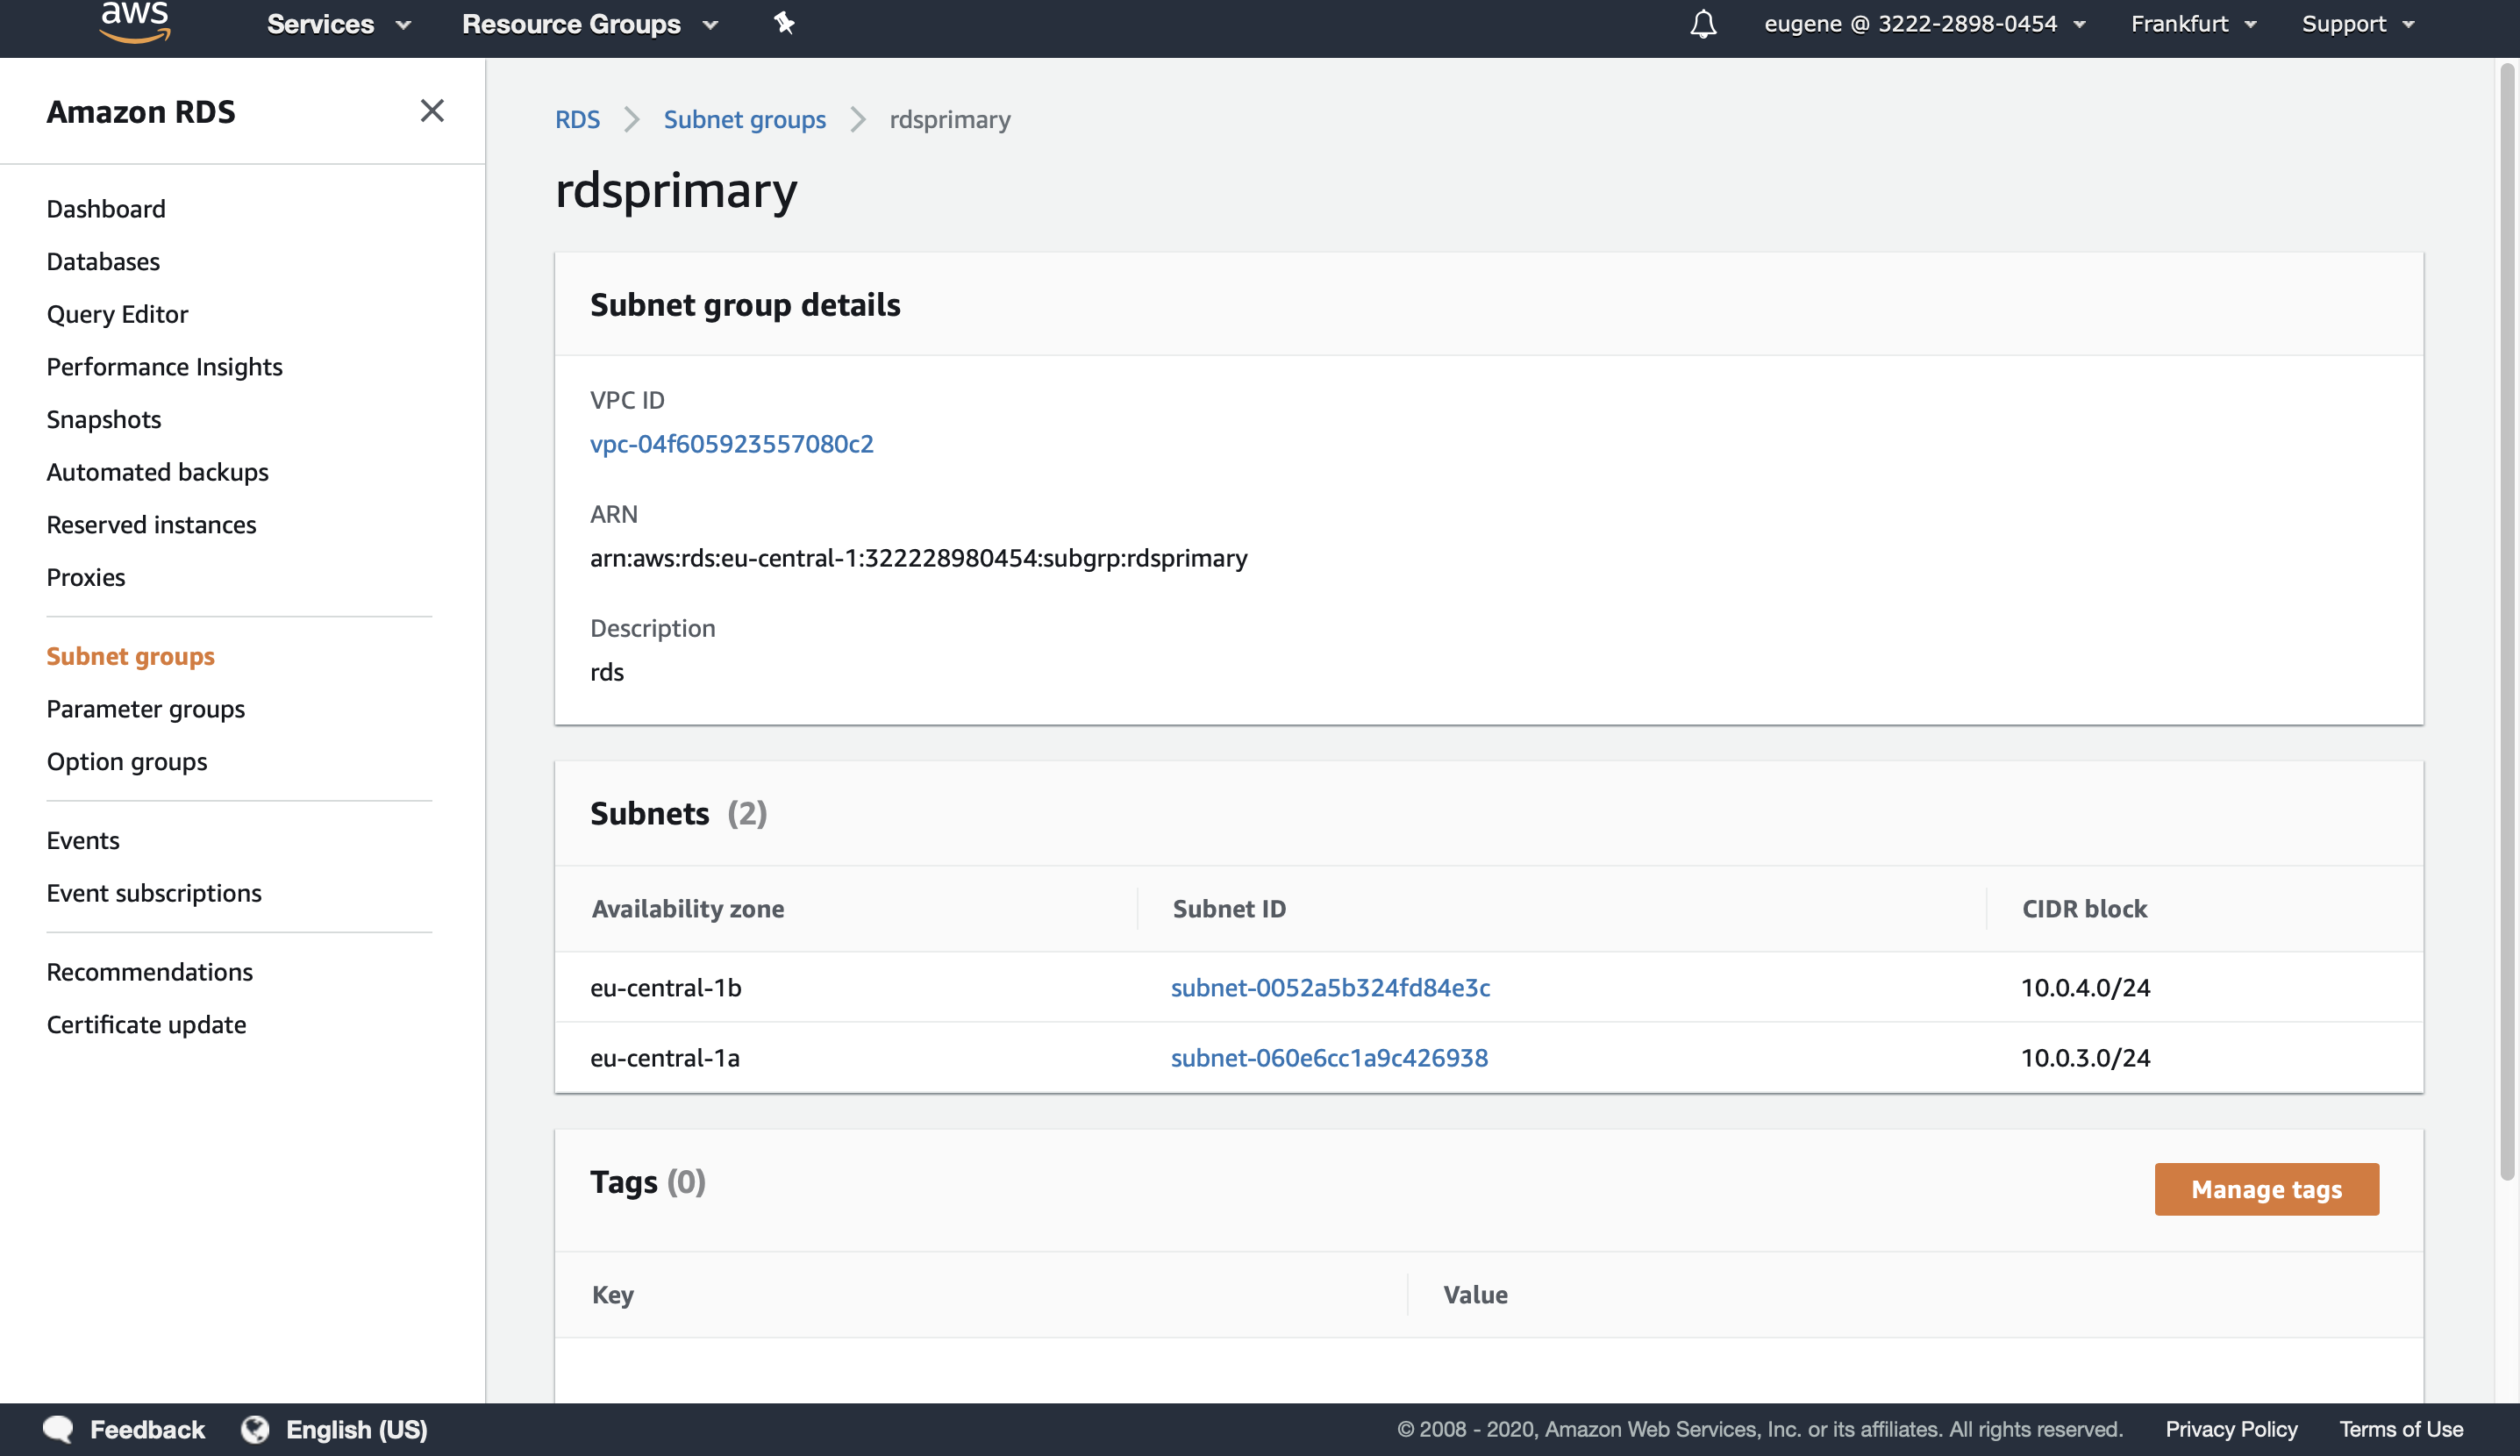 aws Services Resource Groups eugene @ 3222-2898-0454 Frankfurt Support
Amazon RDS
Dashboard
Databases
Query Editor
Performance Insights
Snapshots
Automated backups
Reserved instances
Proxies
Subnet groups
Parameter groups
Option groups
Events
Event subscriptions
Recommendations
Certificate update
RDS Subnet groups rdsprimary
rdsprimary
Subnet group details
VPC ID
vpc-04f605923557080c2
ARN
arn:aws:rds:eu-central-1:322228980454:subgrp:rdsprimary
Description
rds
Subnets (2)
Availability zone Subnet ID CIDR block
eu-central-1b subnet-0052a5b324fd84e3c 10.0.4.0/24
eu-central-1a subnet-060e6cc1a9c426938 10.0.3.0/24
Tags (0) Manage tags
Key Value
Feedback English (US) © 2008 - 2020, Amazon Web Services, Inc. or its affiliates. All rights reserved. Privacy Policy Terms of Use